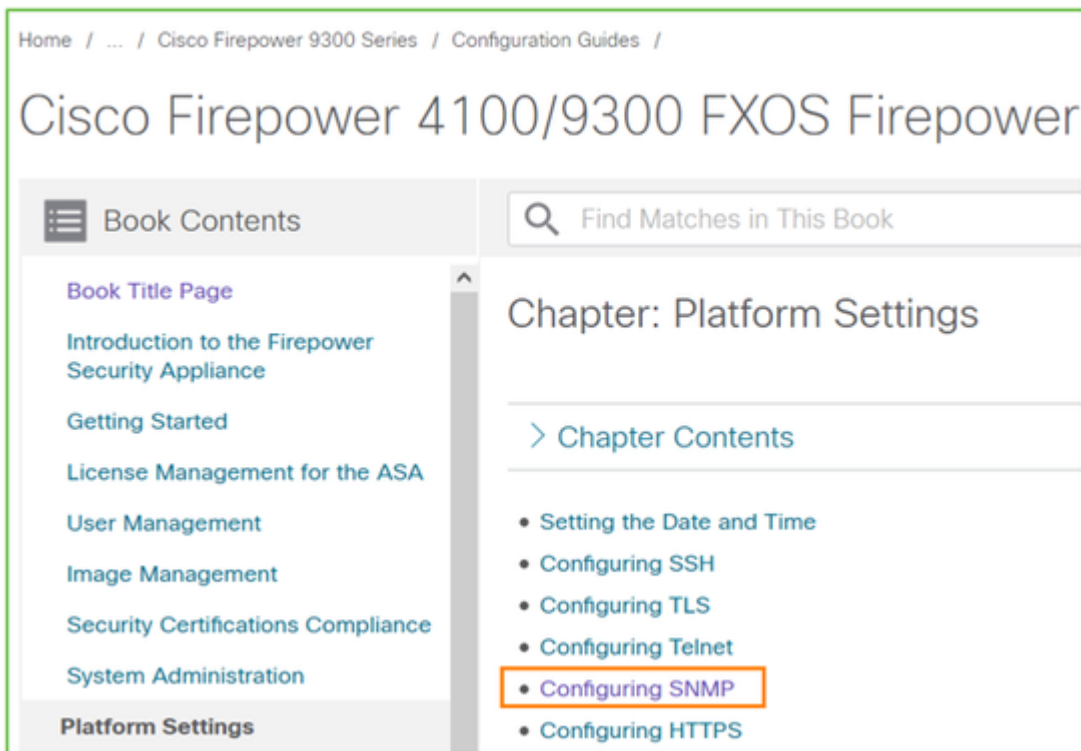 Home / ... / Cisco Firepower 9300 Series / Configuration Guides /
Cisco Firepower 4100/9300 FXOS Firepower
Book Contents
Book Title Page
Introduction to the Firepower
Security Appliance
Getting Started
License Management for the ASA
User Management
Image Management
Security Certifications Compliance
System Administration
Platform Settings
Find Matches in This Book
Chapter: Platform Settings
Chapter Contents
• Setting the Date and Time
• Configuring SSH
• Configuring TLS
• Configuring Telnet
• Configuring SNMP
• Configuring HTTPS